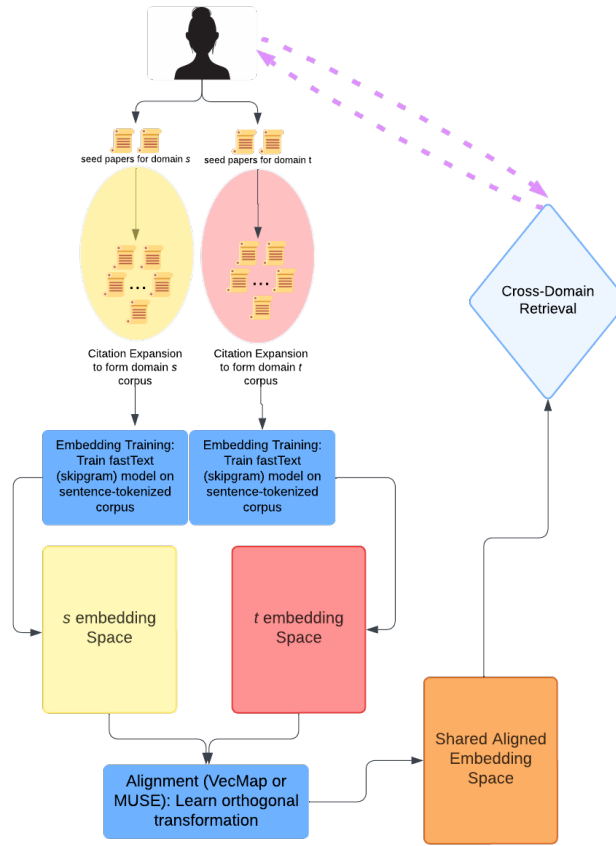 seed papers for domain s
seed papers for domain t
...
...
Citation Expansion
to form domain s
corpus
Citation Expansion
to form domain t
corpus
Embedding Training:
Train fastText
(skipgram) model on
sentence-tokenized
corpus
Embedding Training:
Train fastText
(skipgram) model on
sentence-tokenized
corpus
Cross-Domain
Retrieval
s embedding
Space
t embedding
Space
Shared Aligned
Embedding
Space
Alignment (VecMap or
MUSE): Learn orthogonal
transformation